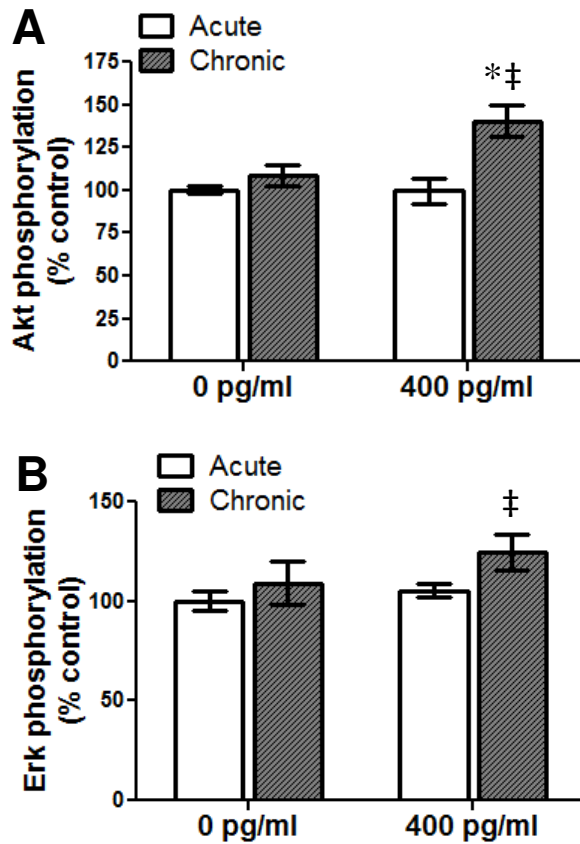 A
Acute
Chronic
Akt phosphorylation
(% control)
175
150
125
100
75
50
25
0
*‡
0 pg/ml
400 pg/ml
B
Acute
Chronic
Erk phosphorylation
(% control)
150
100
50
0
‡
0 pg/ml
400 pg/ml